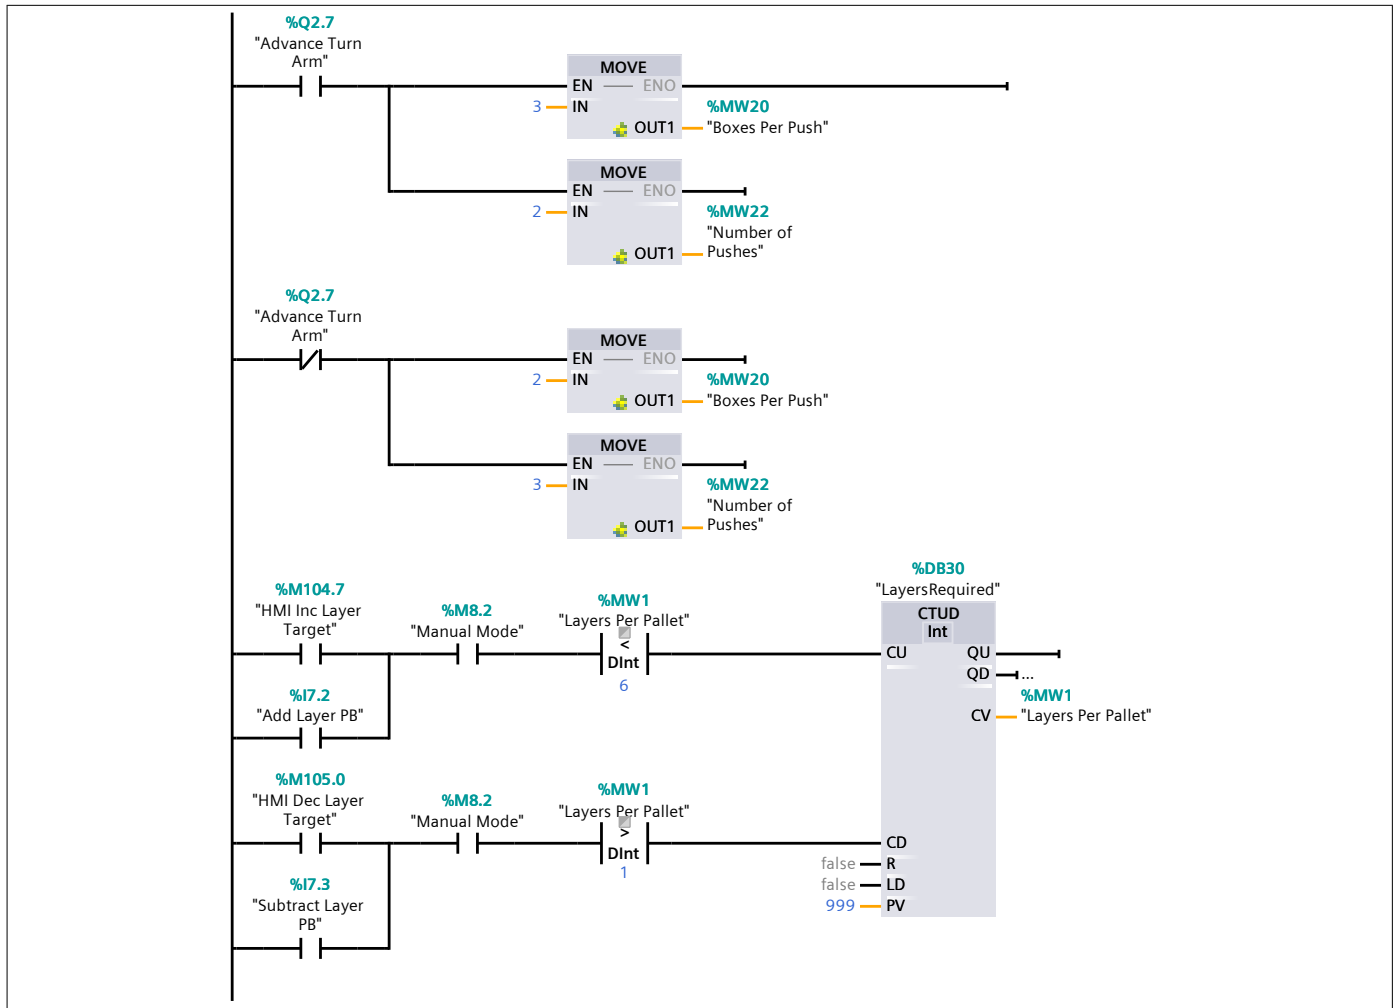 %Q2.7
"Advance Turn
Arm"
MOVE
EN ENO
3 IN
%MW20
OUT1 "Boxes Per Push"
MOVE
EN ENO
2 IN
%MW22
"Number of
OUT1 Pushes"
%Q2.7
"Advance Turn
Arm"
MOVE
EN ENO
2 IN
%MW20
OUT1 "Boxes Per Push"
MOVE
EN ENO
3 IN
%MW22
"Number of
OUT1 Pushes"
%DB30
"LayersRequired"
CTUD
Int
%M104.7
"HMI Inc Layer
Target"
%M8.2
"Manual Mode"
%MW1
"Layers Per Pallet"
<
DInt
6
CU QU
QD ...
%MW1
CV "Layers Per Pallet"
%I7.2
"Add Layer PB"
%M105.0
"HMI Dec Layer
Target"
%M8.2
"Manual Mode"
%MW1
"Layers Per Pallet"
>
DInt
1
CD
false R
false LD
999 PV
%I7.3
"Subtract Layer
PB"